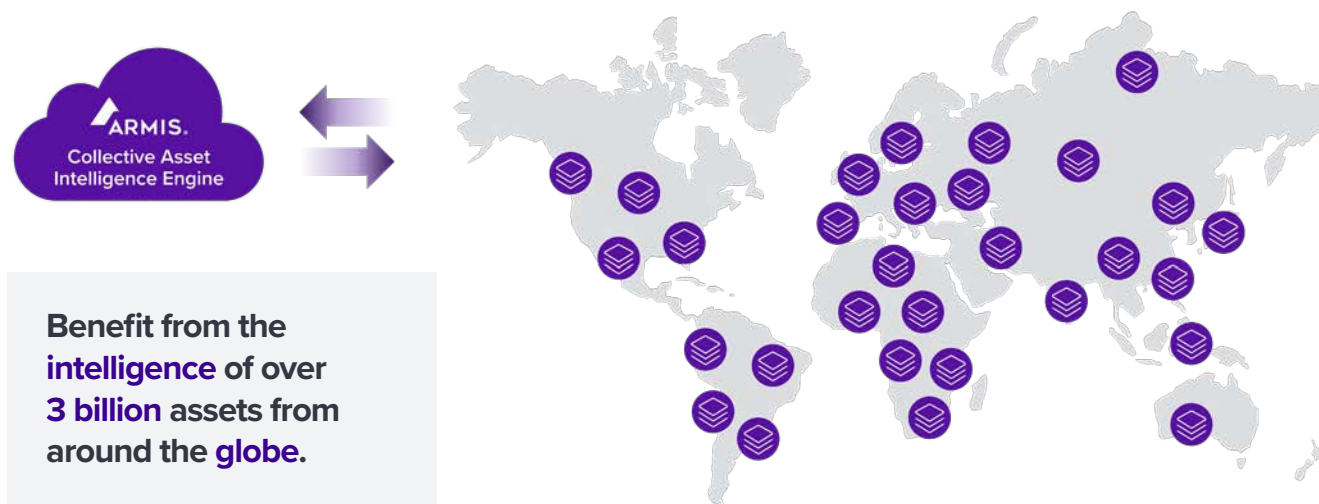 ARMIS.
Collective Asset
Intelligence Engine
Benefit from the
intelligence of over
3 billion assets from
around the globe.